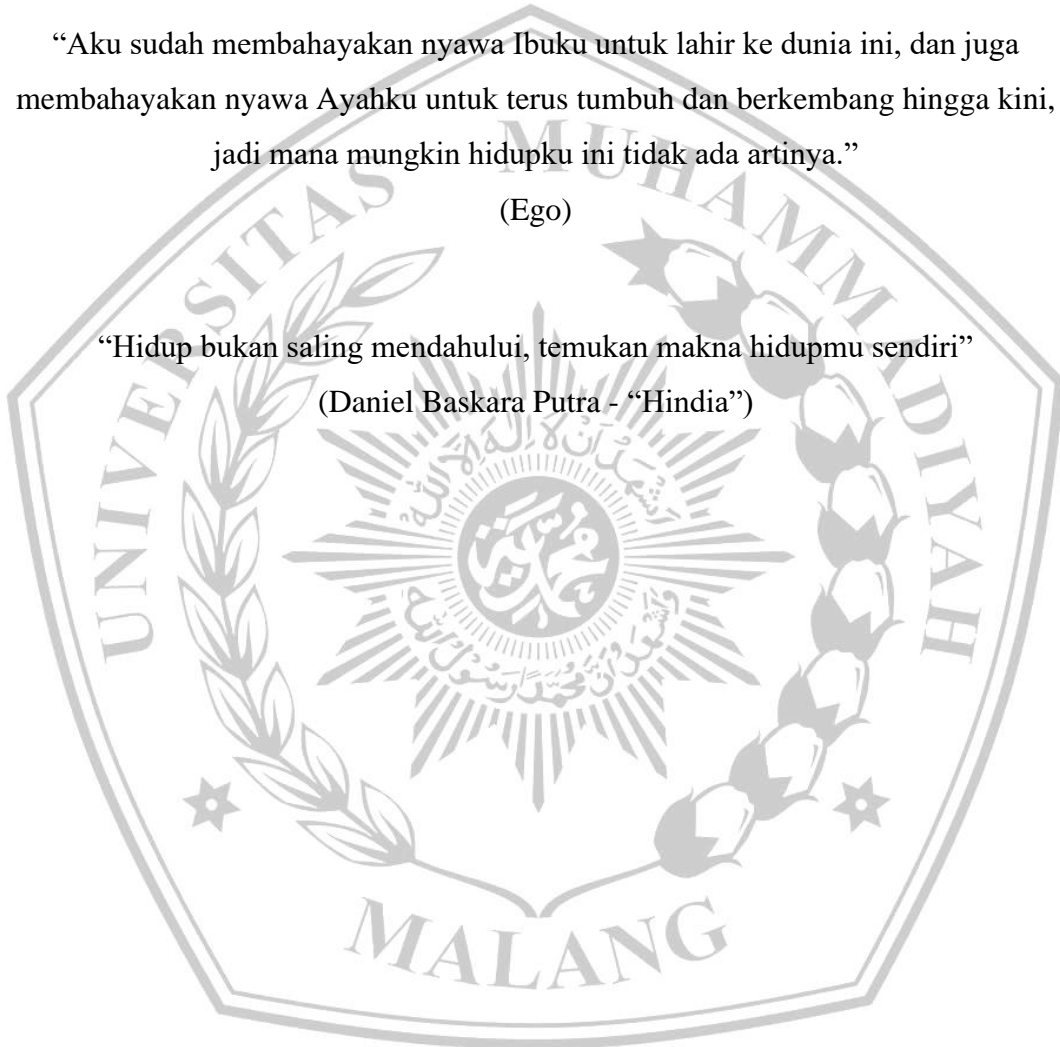 “Aku sudah membahayakan nyawa Ibuku untuk lahir ke dunia ini, dan juga
membahayakan nyawa Ayahku untuk terus tumbuh dan berkembang hingga kini,
jadi mana mungkin hidupku ini tidak ada artinya.”
(Ego)
“Hidup bukan saling mendahului, temukan makna hidupmu sendiri”
(Daniel Baskara Putra - “Hindia”)
UNIVERSITAS MUHAMMADIYAH
MALANG